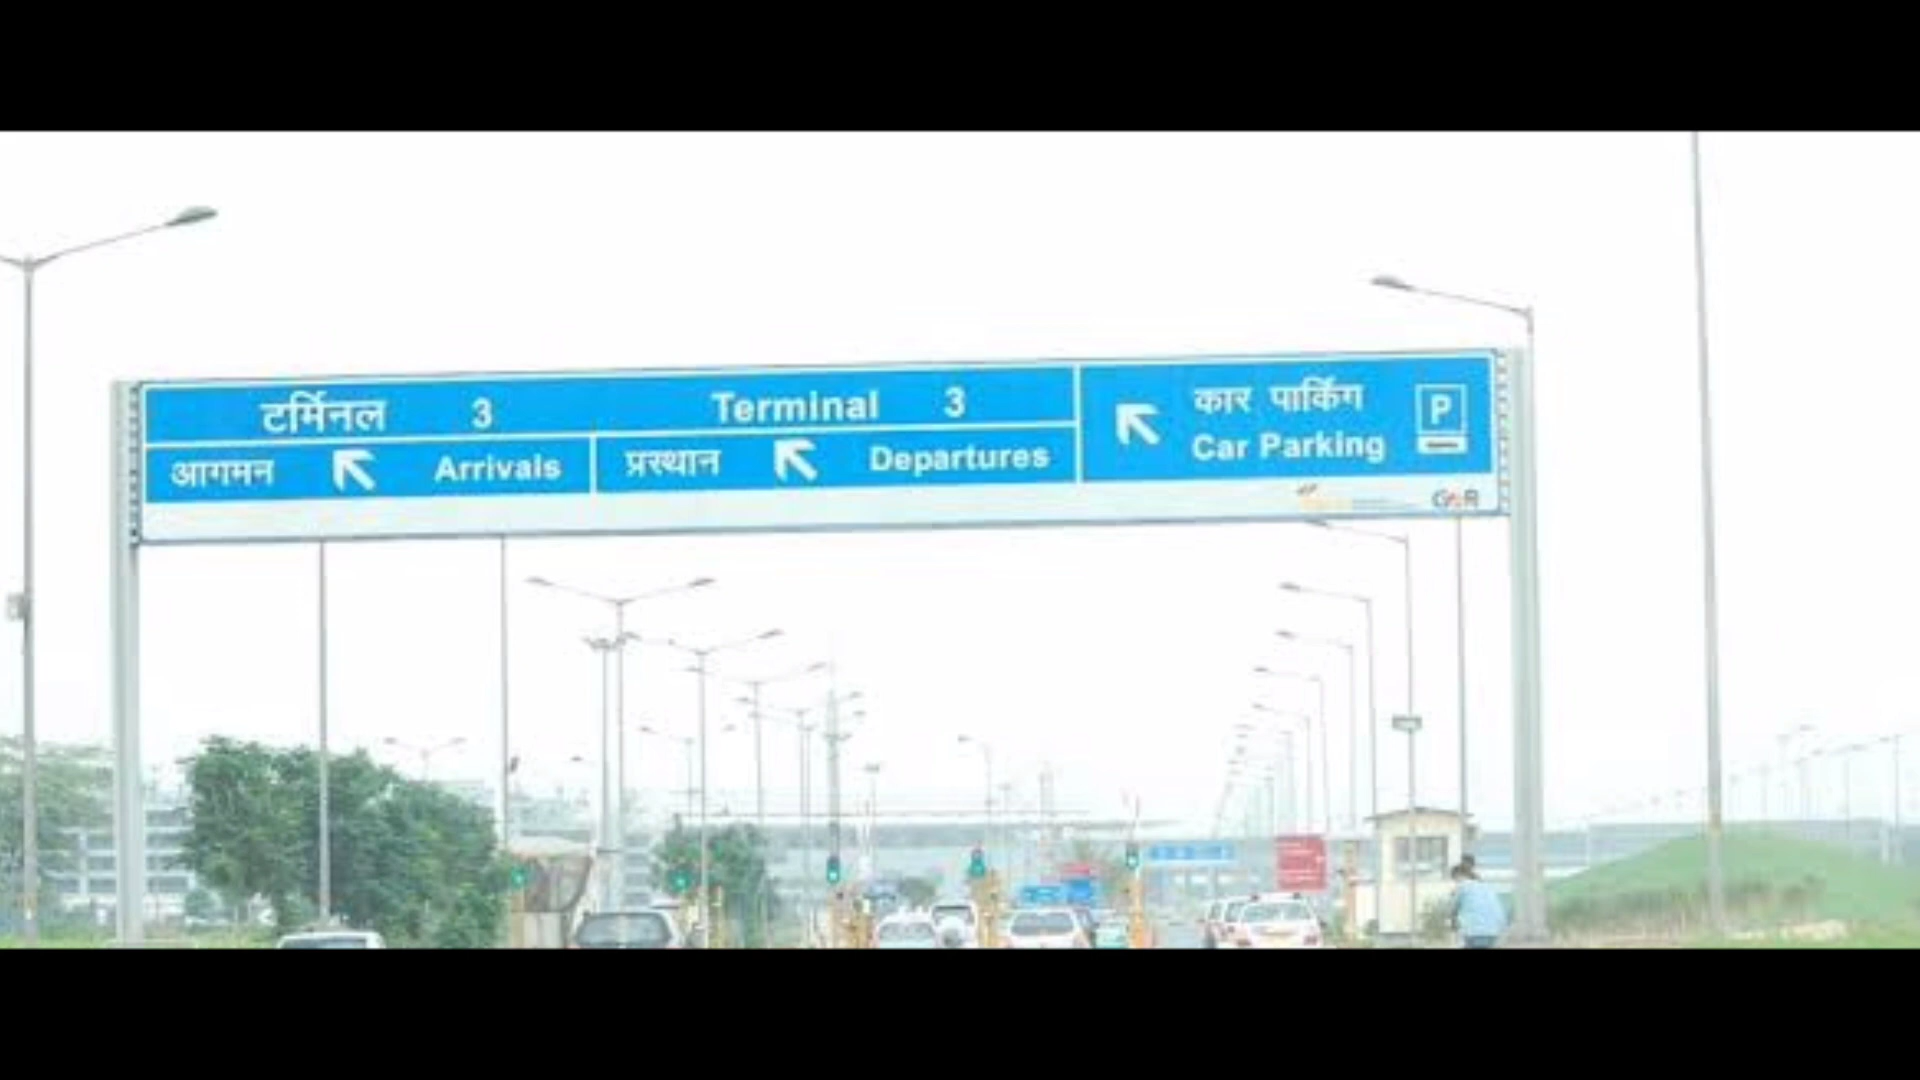 टर्मिनल 3 Terminal 3
आगमन Arrivals
प्रस्थान Departures
कार पार्किंग
Car Parking
P
GMR